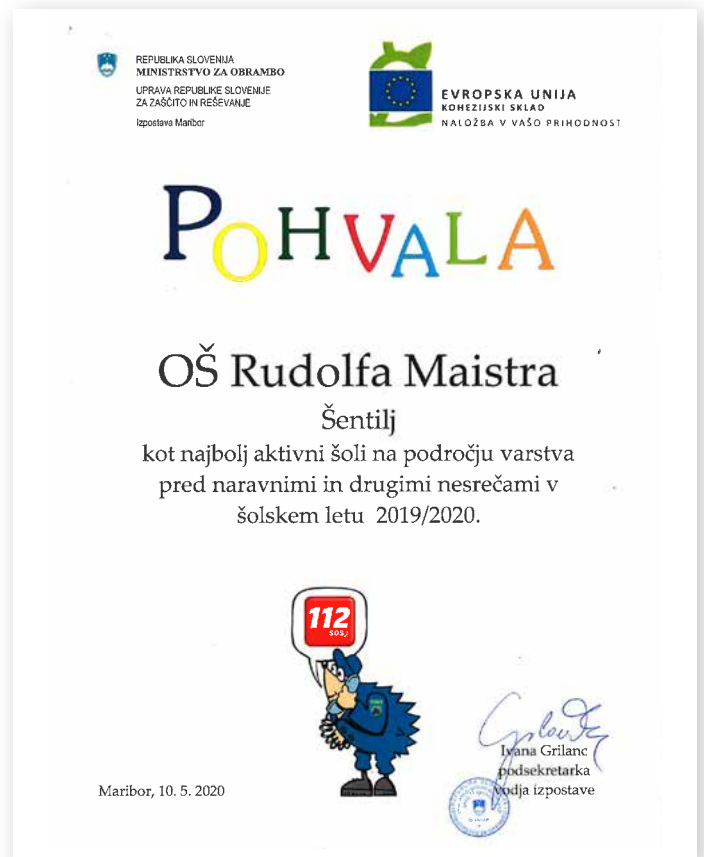 REPUBLIKA SLOVENIJA
MINISTRSTVO ZA OBRAMBO
UPRAVA REPUBLIKE SLOVENIJE
ZA ZAŠČITO IN REŠEVANJE
Izpostava Maribor
EVROPSKA UNIJA
KOHEZIJSKI SKLAD
NALOŽBA V VAŠO PRIHODNOST
POHVALA
OŠ Rudolfa Maistra
Šentilj
kot najbolj aktivni šoli na področju varstva
pred naravnimi in drugimi nesrečami v
šolskem letu 2019/2020.
112
SOS
Ivana Grilanc
podsekretarka
vodja izpostave
Maribor, 10. 5. 2020